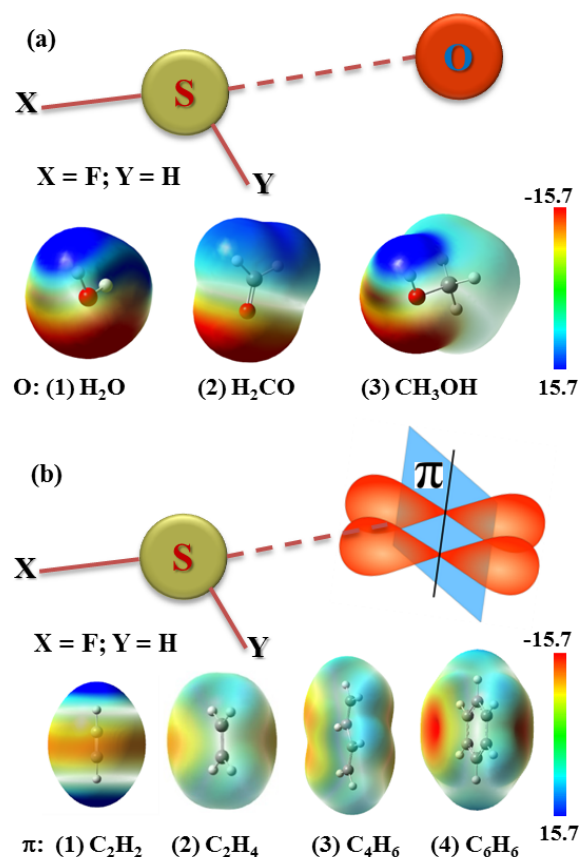 (a)
S
O
X
X = F; Y = H
Y
-15.7
O: (1) H₂O (2) H₂CO (3) CH₃OH
15.7
(b)
π
S
X
X = F; Y = H
Y
-15.7
π: (1) C₂H₂ (2) C₂H₄ (3) C₄H₆ (4) C₆H₆
15.7